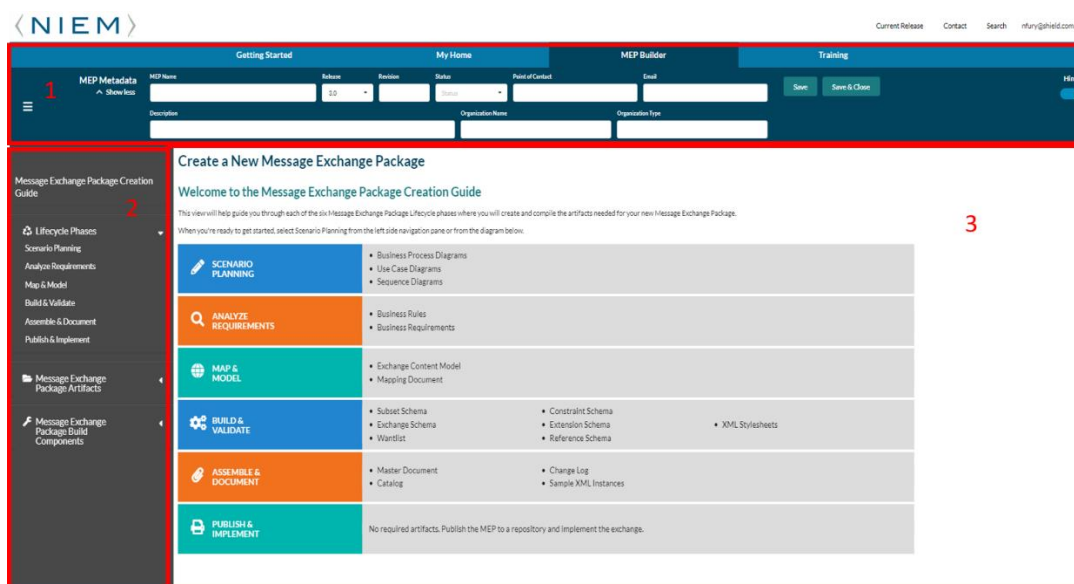 NIEM
Current Release Contact Search nfury@shield.com
Getting Started My Home MEP Builder Training
1
MEP Metadata
Show less
MEP Name Release Revision Status Point of Contact Email
3.0 Status
Save Save & Close
Description Organization Name Organization Type
2
Message Exchange Package Creation
Guide
Lifecycle Phases
Scenario Planning
Analyze Requirements
Map & Model
Build & Validate
Assemble & Document
Publish & Implement
Message Exchange
Package Artifacts
Message Exchange
Package Build
Components
3
Create a New Message Exchange Package
Welcome to the Message Exchange Package Creation Guide
This view will help guide you through each of the six Message Exchange Package Lifecycle phases where you will create and compile the artifacts needed for your new Message Exchange Package.
When you're ready to get started, select Scenario Planning from the left side navigation pane or from the diagram below.
SCENARIO
PLANNING
• Business Process Diagrams
• Use Case Diagrams
• Sequence Diagrams
ANALYZE
REQUIREMENTS
• Business Rules
• Business Requirements
MAP &
MODEL
• Exchange Content Model
• Mapping Document
BUILD &
VALIDATE
• Subset Schema
• Exchange Schema
• Wantlist
• Constraint Schema
• Extension Schema
• Reference Schema
• XML Stylesheets
ASSEMBLE &
DOCUMENT
• Master Document
• Catalog
• Change Log
• Sample XML Instances
PUBLISH &
IMPLEMENT
No required artifacts. Publish the MEP to a repository and implement the exchange.